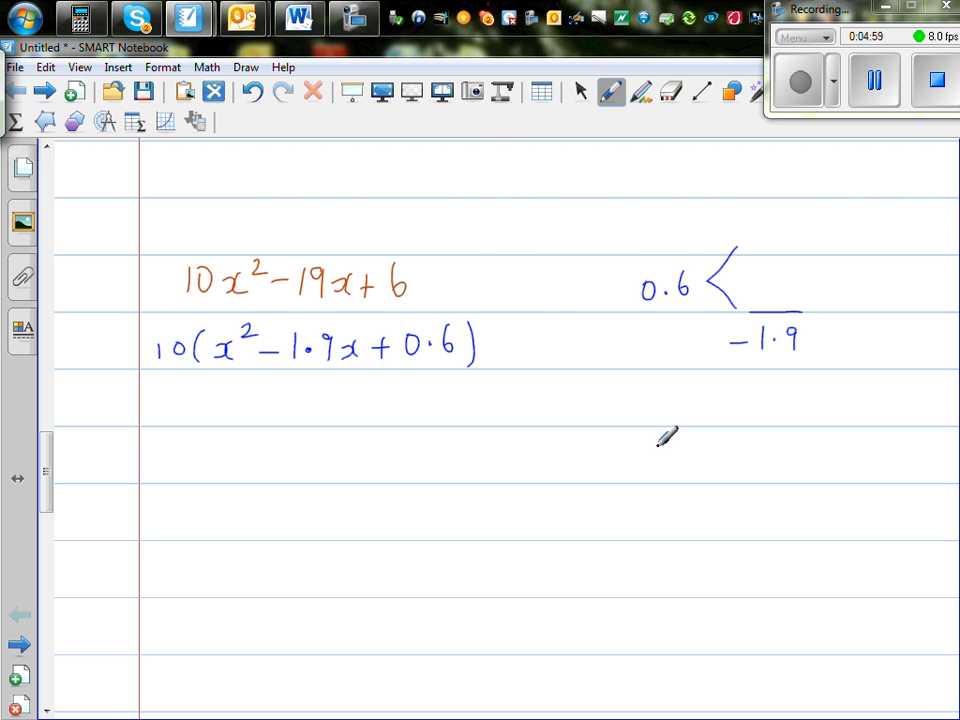 Recording...
Menu
0:04:59
8.0 fps
Untitled * - SMART Notebook
File Edit View Insert Format Math Draw Help
10x² - 19x + 6
10(x² - 1.9x + 0.6)
0.6 <
- 1.9